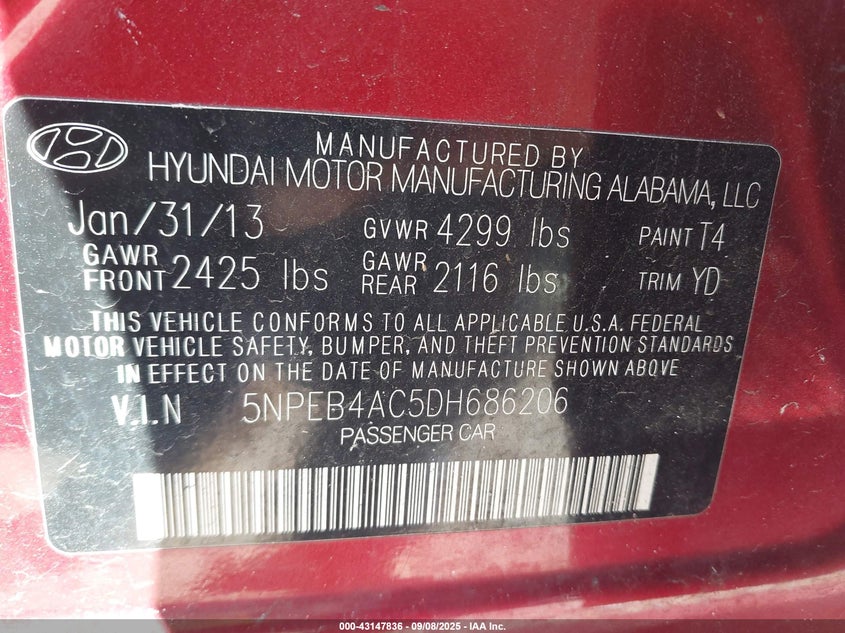 MANUFACTURED BY
HYUNDAI MOTOR MANUFACTURING ALABAMA, LLC
Jan/31/13 GVWR 4299 lbs PAINT T4
GAWR FRONT 2425 lbs GAWR REAR 2116 lbs TRIM YD
THIS VEHICLE CONFORMS TO ALL APPLICABLE U.S.A. FEDERAL
MOTOR VEHICLE SAFETY, BUMPER, AND THEFT PREVENTION STANDARDS
IN EFFECT ON THE DATE OF MANUFACTURE SHOWN ABOVE
V.I.N 5NPEB4AC5DH686206
PASSENGER CAR
000-43147836 - 09/08/2025 - IAA Inc.